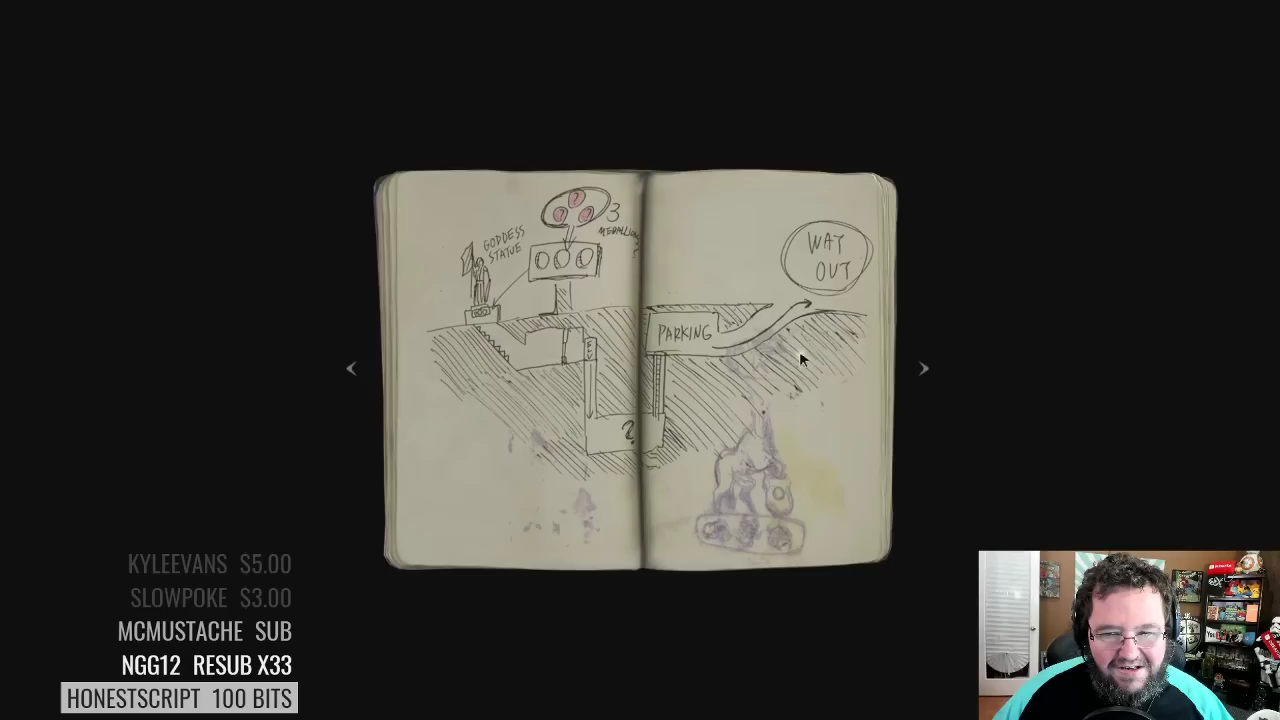 3
MEDALLIONS
GODDESS
STATUE
WAY
OUT
PARKING
ELV
?
KYLEEVANS $5.00
SLOWPOKE $3.00
MCMUSTACHE SUB
NGG12 RESUB X33
HONESTSCRIPT 100 BITS